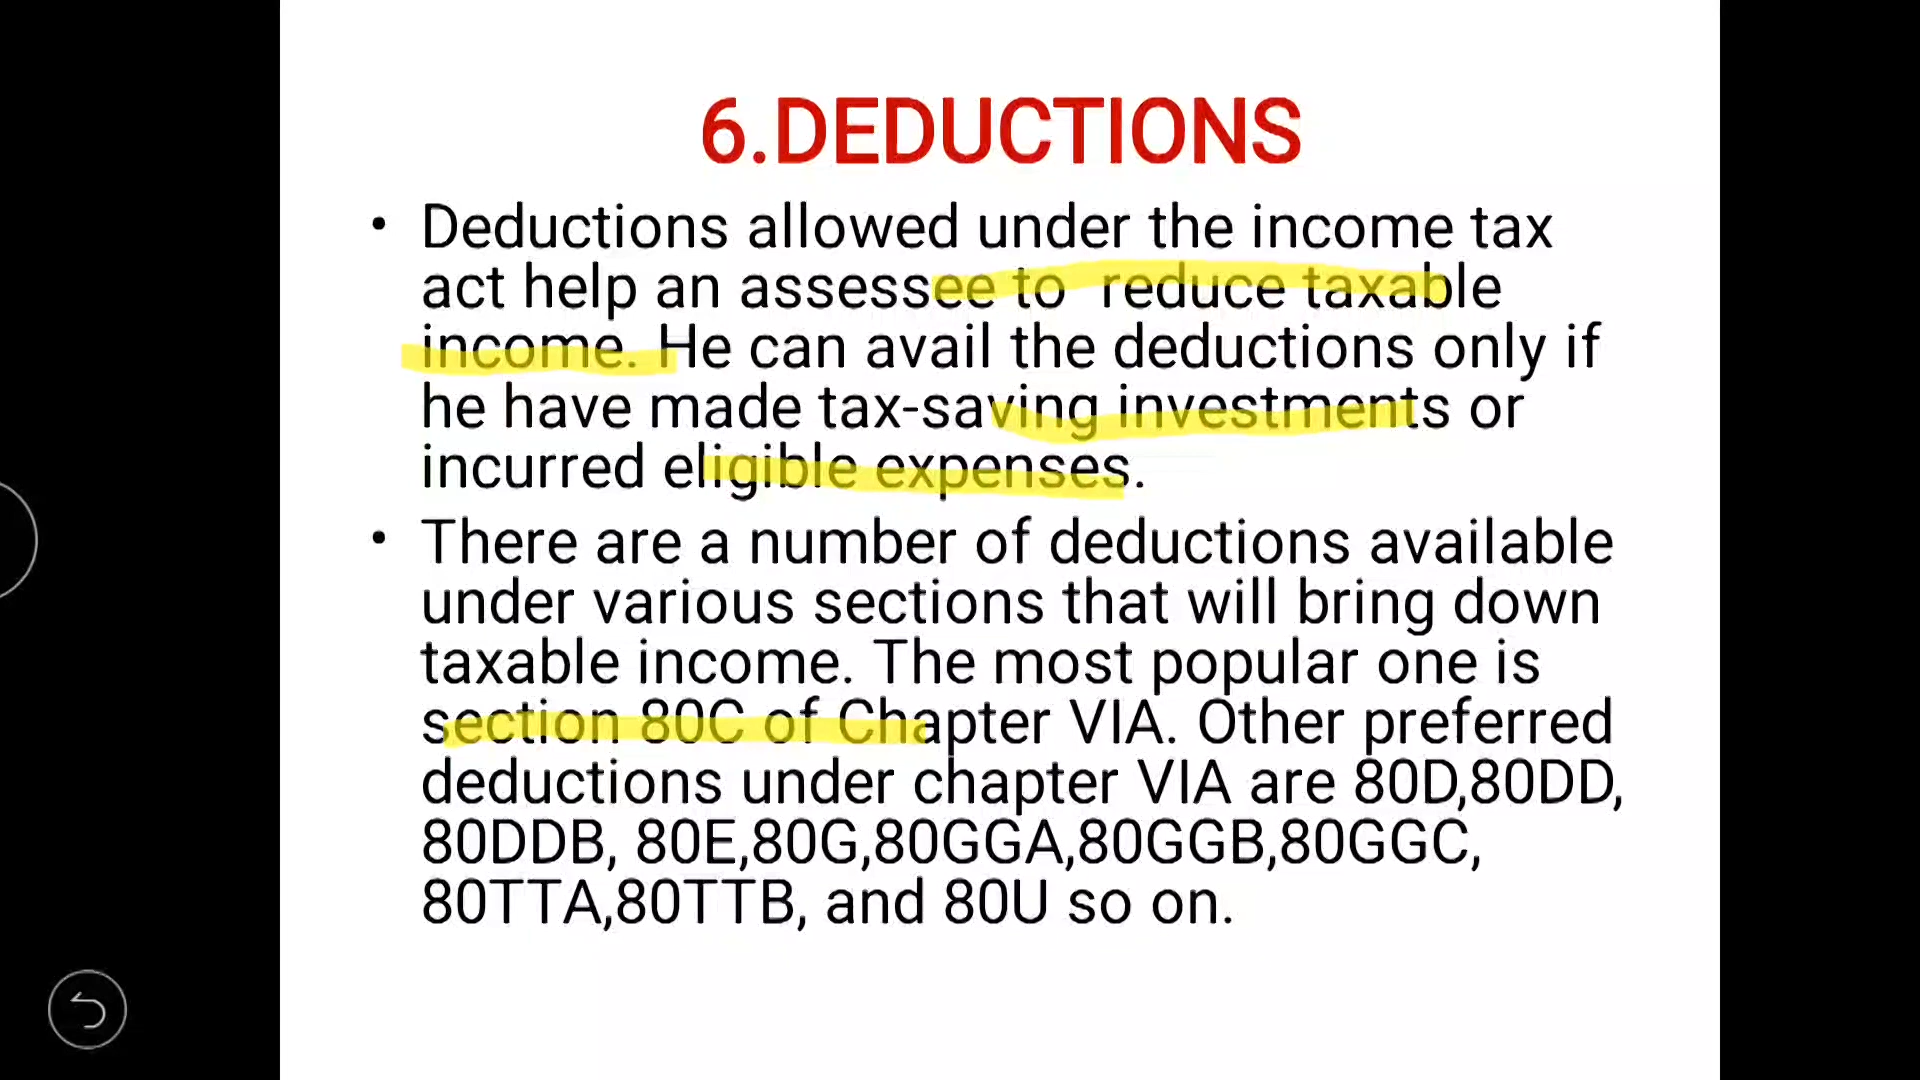 6.DEDUCTIONS
• Deductions allowed under the income tax
act help an assessee to reduce taxable
income. He can avail the deductions only if
he have made tax-saving investments or
incurred eligible expenses.
• There are a number of deductions available
under various sections that will bring down
taxable income. The most popular one is
section 80C of Chapter VIA. Other preferred
deductions under chapter VIA are 80D,80DD,
80DDB, 80E,80G,80GGA,80GGB,80GGC,
80TTA,80TTB, and 80U so on.